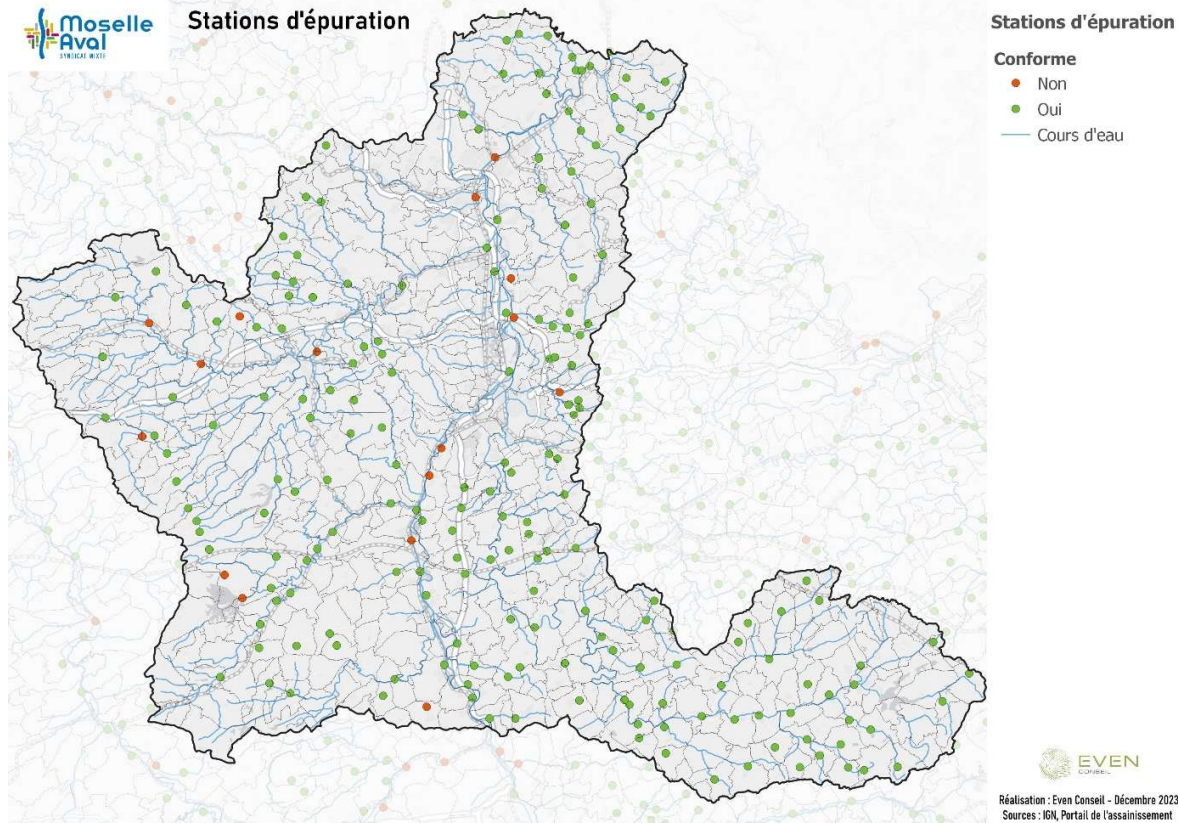 Moselle
Aval
SYNDICAT MIXTE
Stations d'épuration
Stations d'épuration
Conforme
Non
Oui
Cours d'eau
EVEN
CONSEIL
Réalisation : Even Conseil - Décembre 2023
Sources : IGN, Portail de l'assainissement